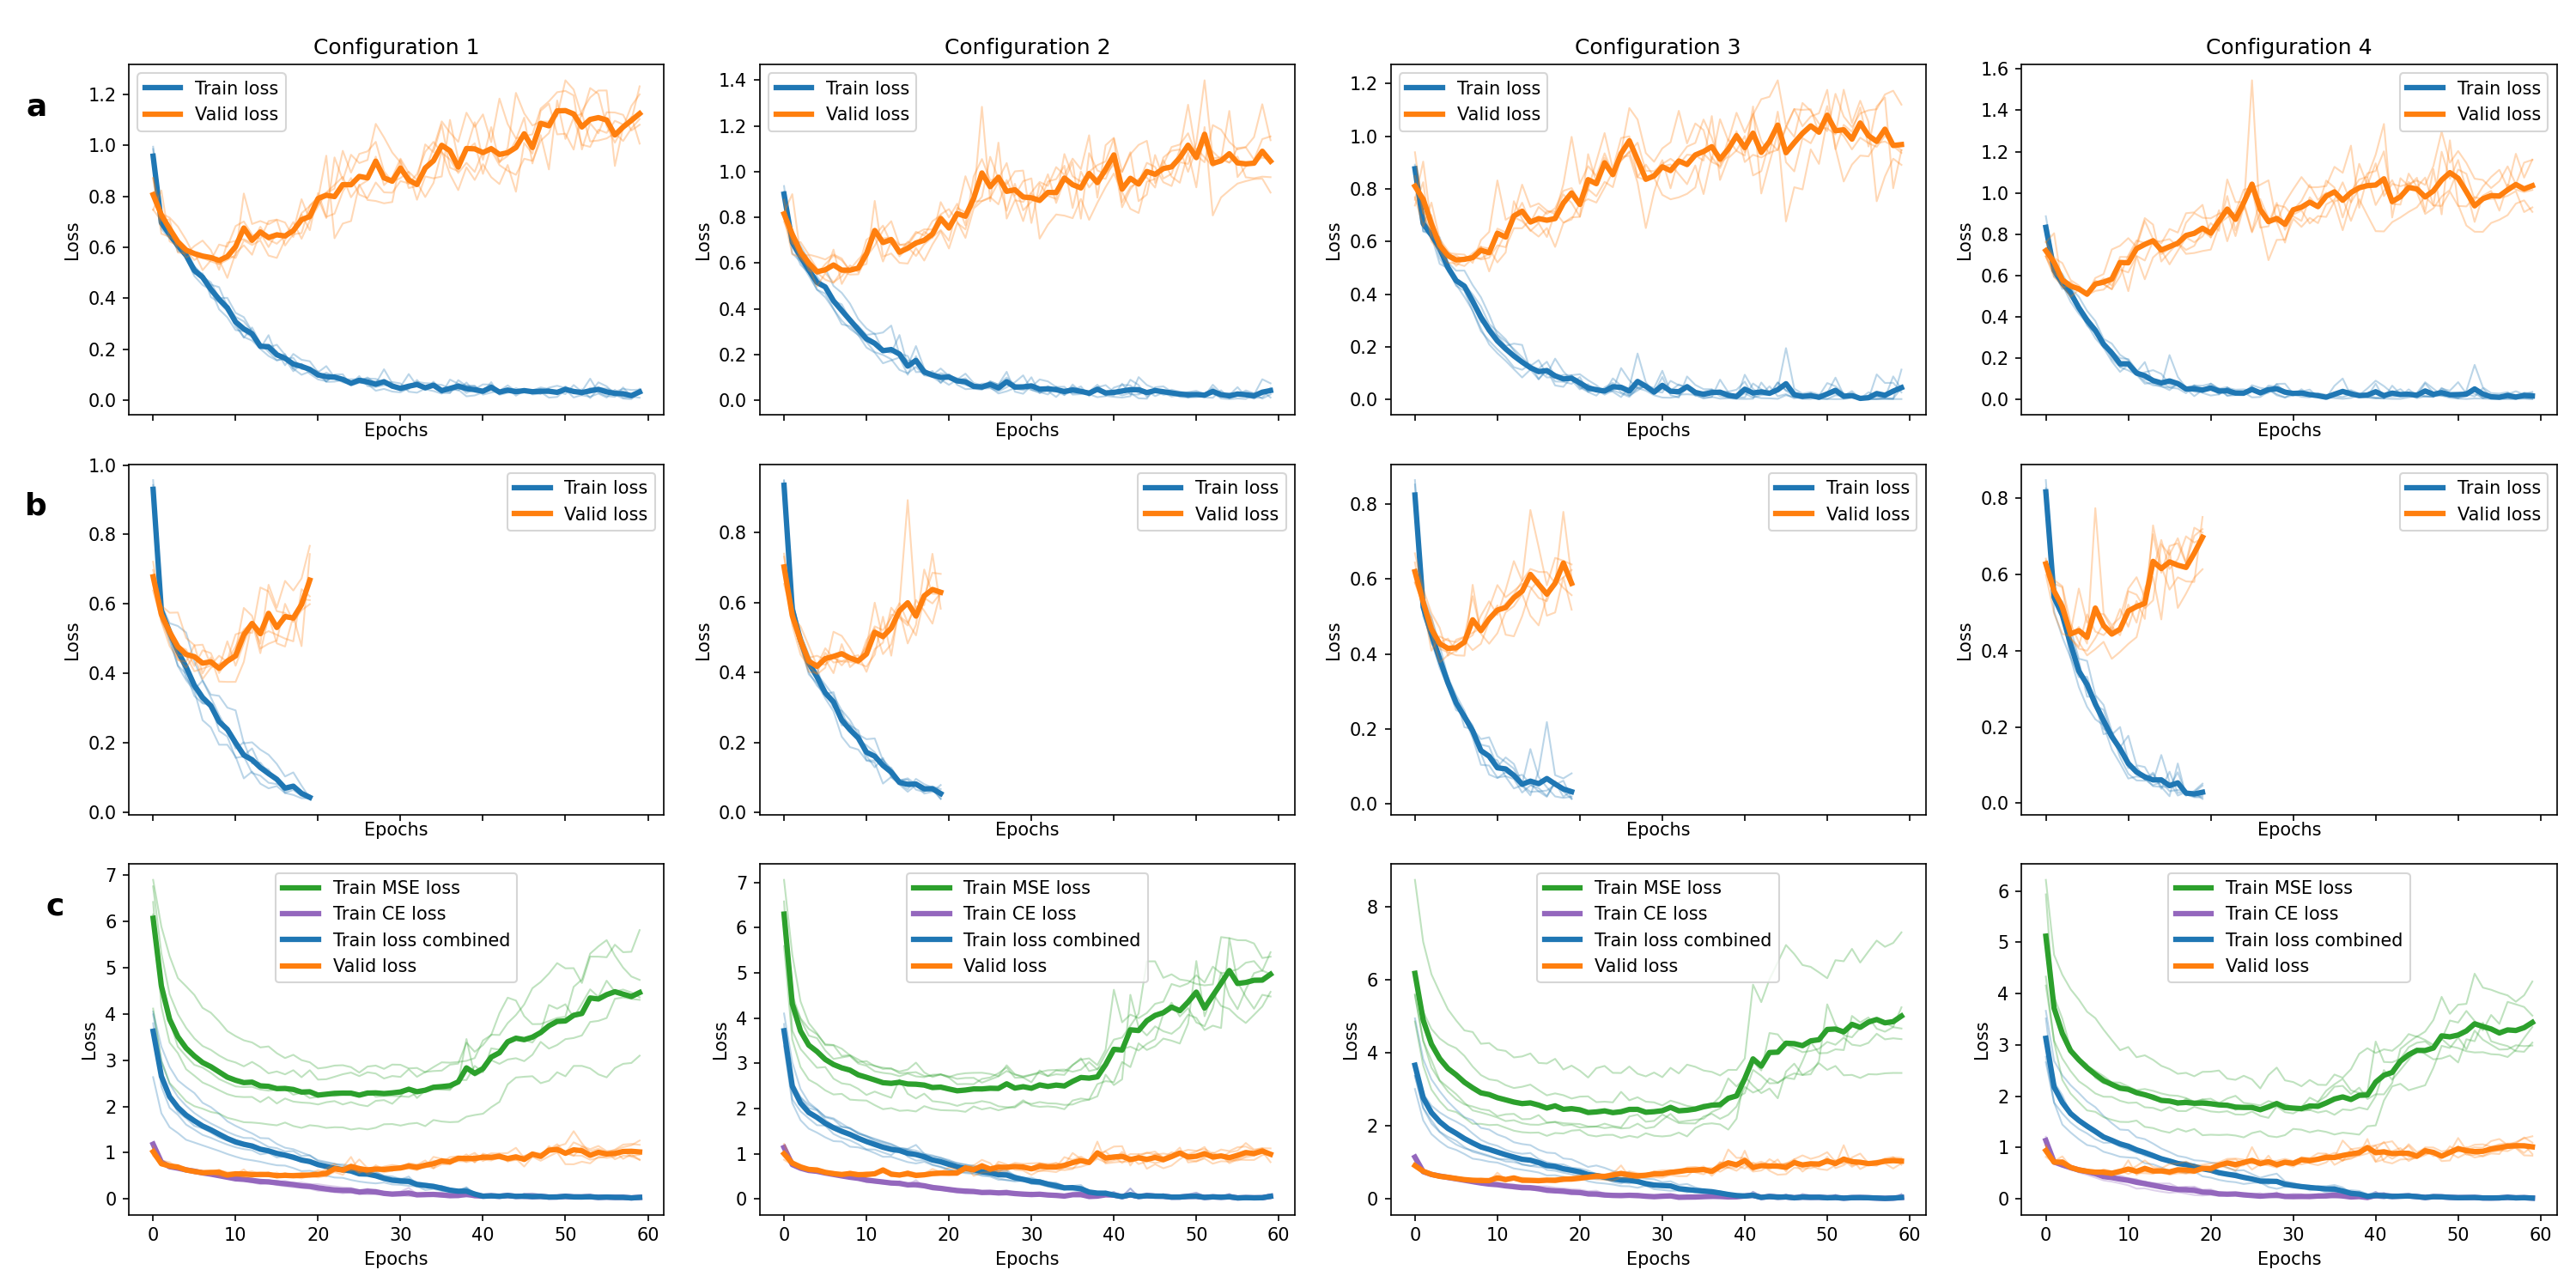 Configuration 1
Configuration 2
Configuration 3
Configuration 4
a
Loss
1.2
1.0
0.8
0.6
0.4
0.2
0.0
Train loss
Valid loss
Epochs
Loss
1.4
1.2
1.0
0.8
0.6
0.4
0.2
0.0
Train loss
Valid loss
Epochs
Loss
1.2
1.0
0.8
0.6
0.4
0.2
0.0
Train loss
Valid loss
Epochs
Loss
1.6
1.4
1.2
1.0
0.8
0.6
0.4
0.2
0.0
Train loss
Valid loss
Epochs
b
Loss
1.0
0.8
0.6
0.4
0.2
0.0
Train loss
Valid loss
Epochs
Loss
0.8
0.6
0.4
0.2
0.0
Train loss
Valid loss
Epochs
Loss
0.8
0.6
0.4
0.2
0.0
Train loss
Valid loss
Epochs
Loss
0.8
0.6
0.4
0.2
0.0
Train loss
Valid loss
Epochs
c
Loss
7
6
5
4
3
2
1
0
Train MSE loss
Train CE loss
Train loss combined
Valid loss
0 10 20 30 40 50 60
Epochs
Loss
7
6
5
4
3
2
1
0
Train MSE loss
Train CE loss
Train loss combined
Valid loss
0 10 20 30 40 50 60
Epochs
Loss
8
6
4
2
0
Train MSE loss
Train CE loss
Train loss combined
Valid loss
0 10 20 30 40 50 60
Epochs
Loss
6
5
4
3
2
1
0
Train MSE loss
Train CE loss
Train loss combined
Valid loss
0 10 20 30 40 50 60
Epochs